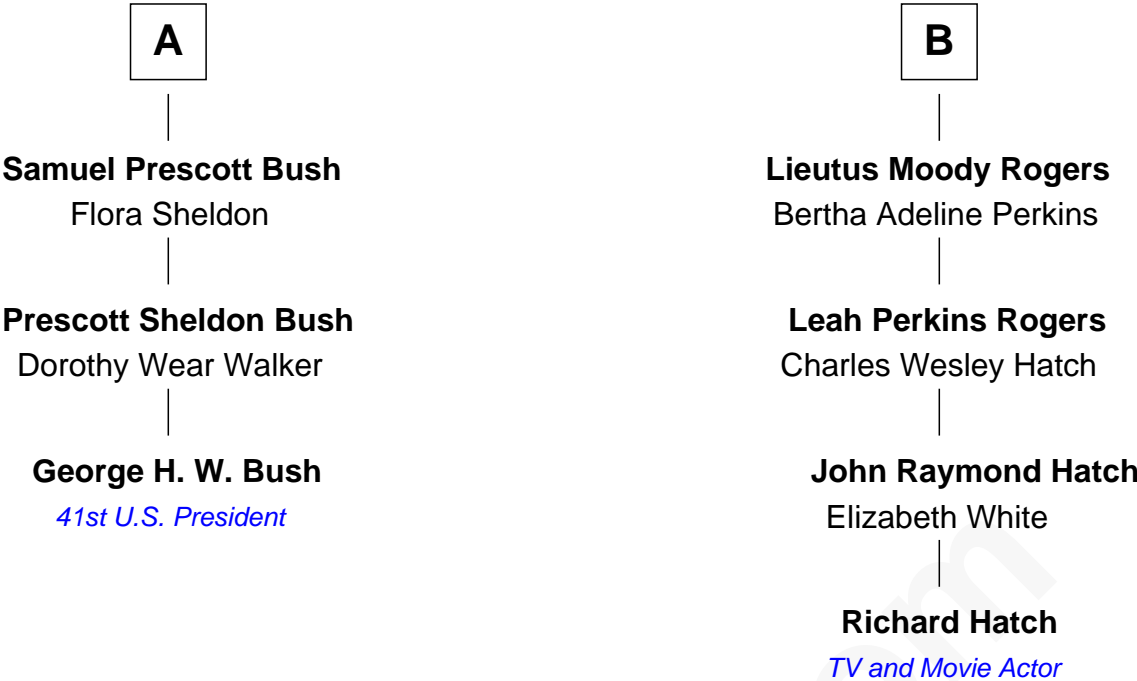 A
Samuel Prescott Bush
Flora Sheldon
Prescott Sheldon Bush
Dorothy Wear Walker
George H. W. Bush
41st U.S. President
B
Lieutus Moody Rogers
Bertha Adeline Perkins
Leah Perkins Rogers
Charles Wesley Hatch
John Raymond Hatch
Elizabeth White
Richard Hatch
TV and Movie Actor